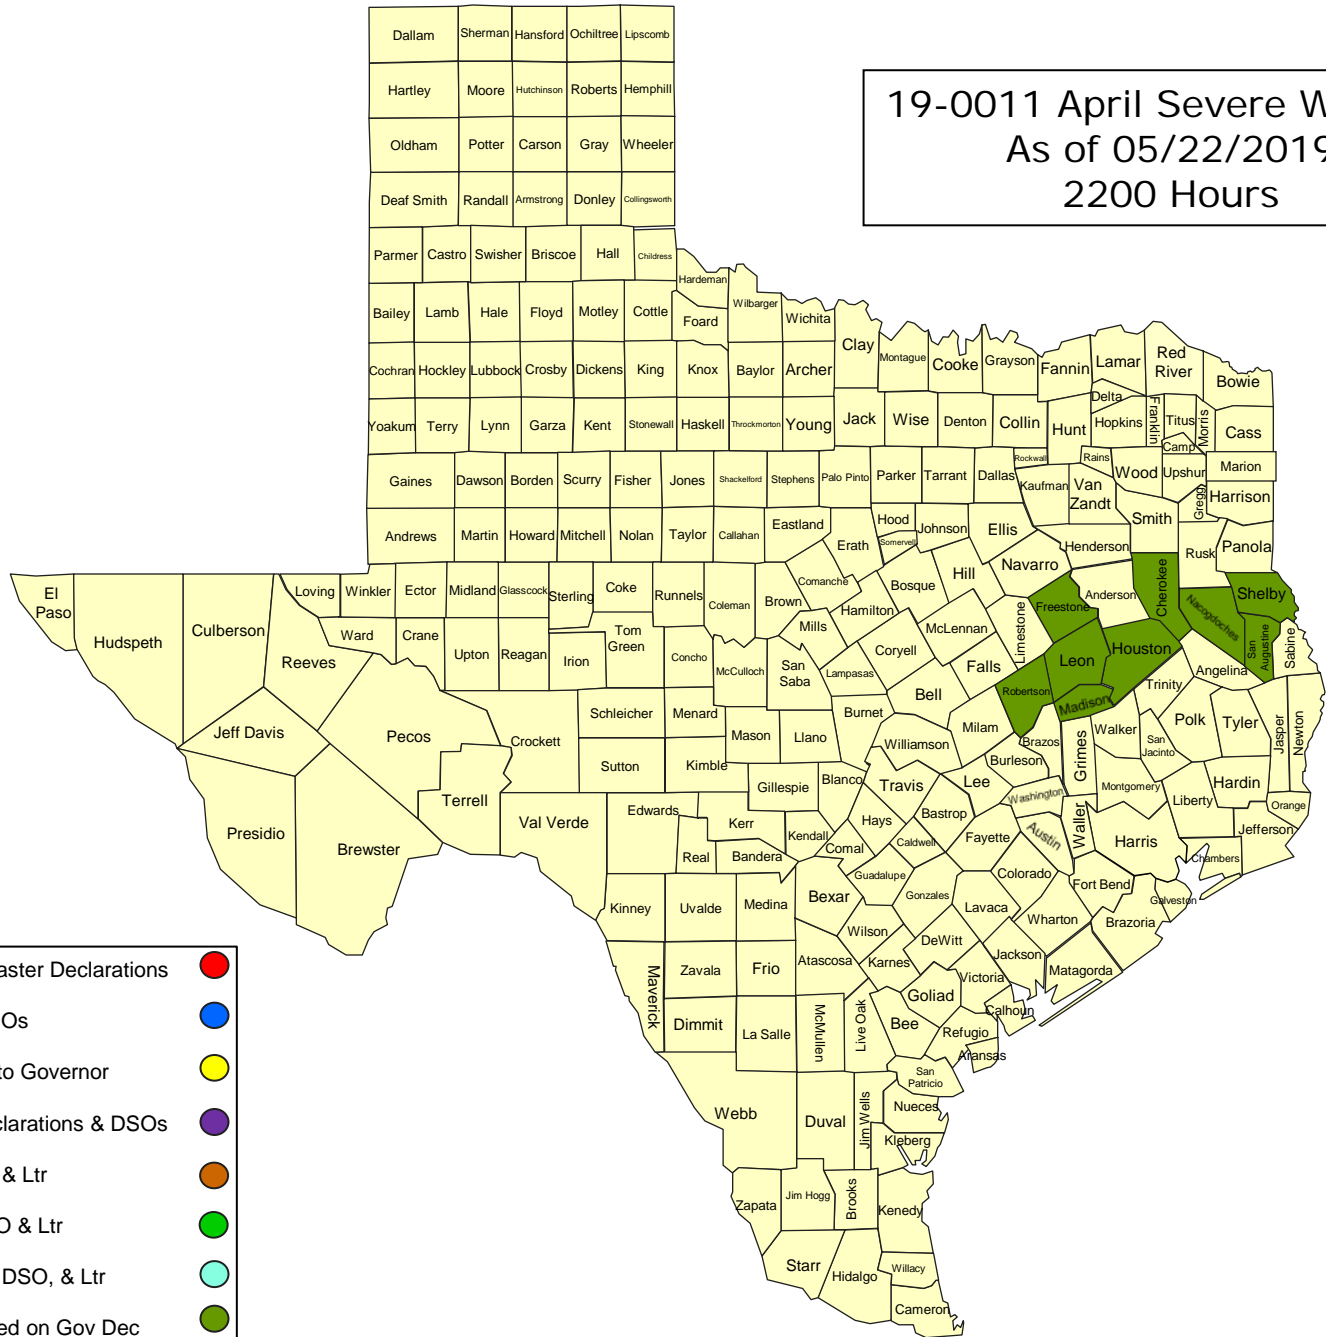 Dallam Sherman Hansford Ochiltree Lipscomb
Hartley Moore Hutchinson Roberts Hemphill
Oldham Potter Carson Gray Wheeler
Deaf Smith Randall Armstrong Donley Collingsworth
Parmer Castro Swisher Briscoe Hall Childress
19-0011 April Severe W
As of 05/22/2019
2200 Hours
Hardeman
Bailey Lamb Hale Floyd Motley Cottle Foard Wilbarger Wichita
Clay Montague Cooke Grayson Fannin Lamar
Red
River
Bowie
Cochran Hockley Lubbock Crosby Dickens King Knox Baylor Archer
Delta
Yoakum Terry Lynn Garza Kent Stonewall Haskell Throckmorton Young Jack Wise Denton Collin Hunt Hopkins Franklin Titus Morris Cass
Camp
Rockwall Rains Wood Upshur Marion
Gaines Dawson Borden Scurry Fisher Jones Shackelford Stephens Palo Pinto Parker Tarrant Dallas Kaufman
Van
Zandt
Gregg Harrison
Andrews Martin Howard Mitchell Nolan Taylor Callahan Eastland Erath Hood Somervell Johnson Ellis Henderson Smith Rusk Panola
El
Paso
Hudspeth Culberson Loving Winkler Ector Midland Glasscock Sterling Coke Runnels Coleman Brown Comanche Hamilton Bosque Hill Navarro Freestone Anderson Cherokee Nacogdoches Shelby
Reeves Ward Crane Upton Reagan Irion
Tom
Green
Concho McCulloch
San
Saba
Mills Lampasas Coryell McLennan Limestone Falls Leon Houston Angelina
San
Augustine
Sabine
Jeff Davis Pecos Crockett Schleicher Menard Mason Llano Burnet Bell Milam Robertson Madison Trinity
Walker
San
Jacinto
Polk Tyler Jasper Newton
Sutton Kimble Gillespie Blanco Williamson Travis Lee Burleson Brazos Grimes Montgomery Liberty Hardin Orange
Presidio Brewster Terrell Val Verde Edwards Kerr Real Bandera Kendall Comal Hays Caldwell Bastrop Fayette Washington Austin Waller Harris Jefferson Chambers
Kinney Uvalde Medina Bexar Guadalupe Gonzales Lavaca Colorado Wharton Fort Bend Brazoria Galveston
Maverick Zavala Frio Atascosa Wilson Karnes DeWitt Jackson Matagorda Victoria
Dimmit La Salle McMullen Live Oak Bee Goliad Refugio Calhoun Aransas
San
Patricio
Webb Duval Jim Wells Nueces
Kleberg
Zapata Jim Hogg Brooks Kenedy
Starr Hidalgo Willacy
Cameron
aster Declarations
Os
to Governor
clarations & DSOs
& Ltr
O & Ltr
DSO, & Ltr
ed on Gov Dec